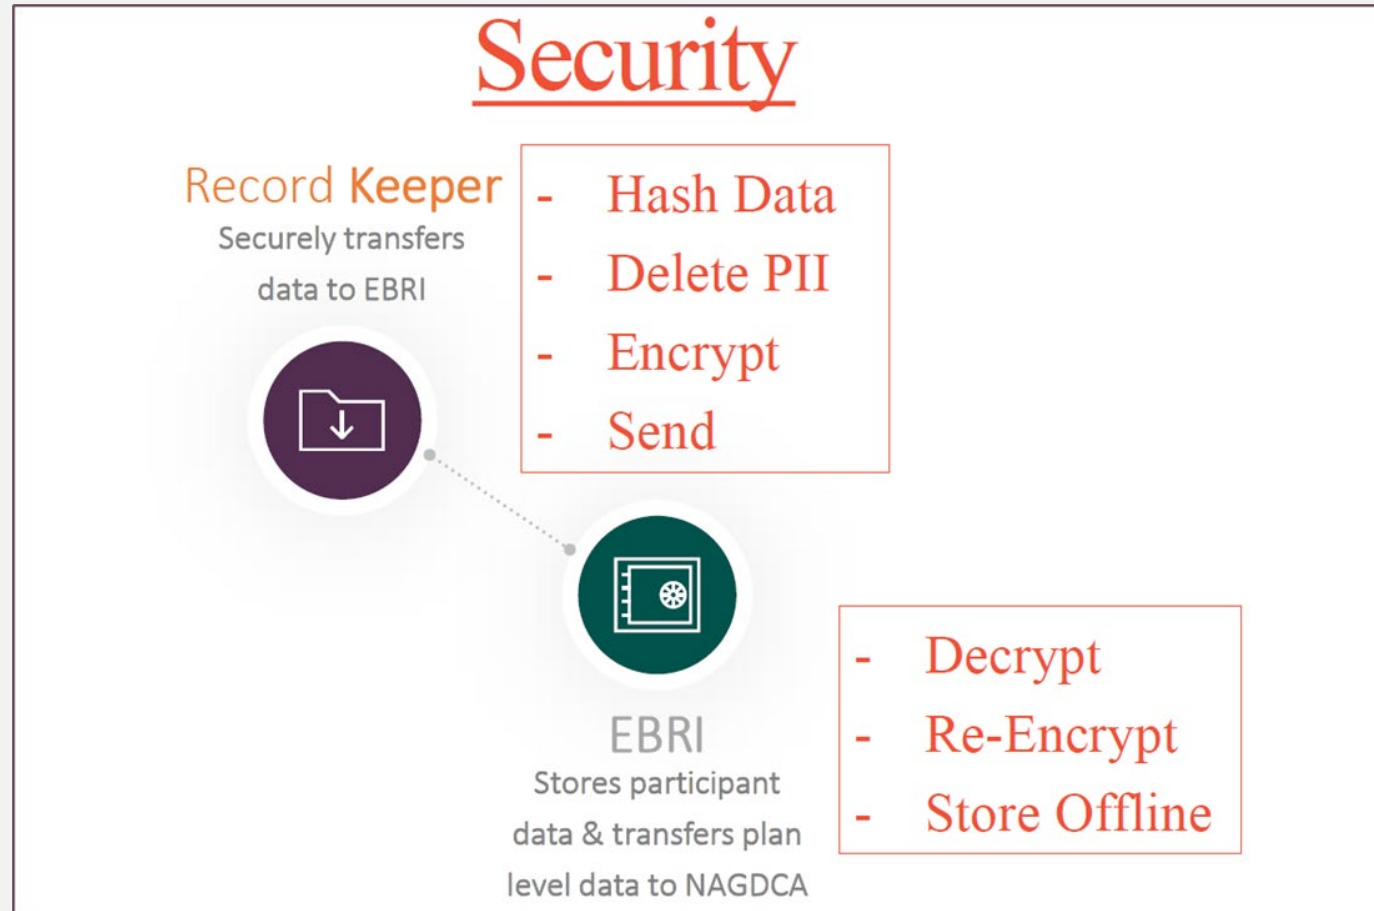 Security
Record Keeper
Securely transfers
data to EBRI
- Hash Data
- Delete PII
- Encrypt
- Send
EBRI
Stores participant
data & transfers plan
level data to NAGDCA
- Decrypt
- Re-Encrypt
- Store Offline